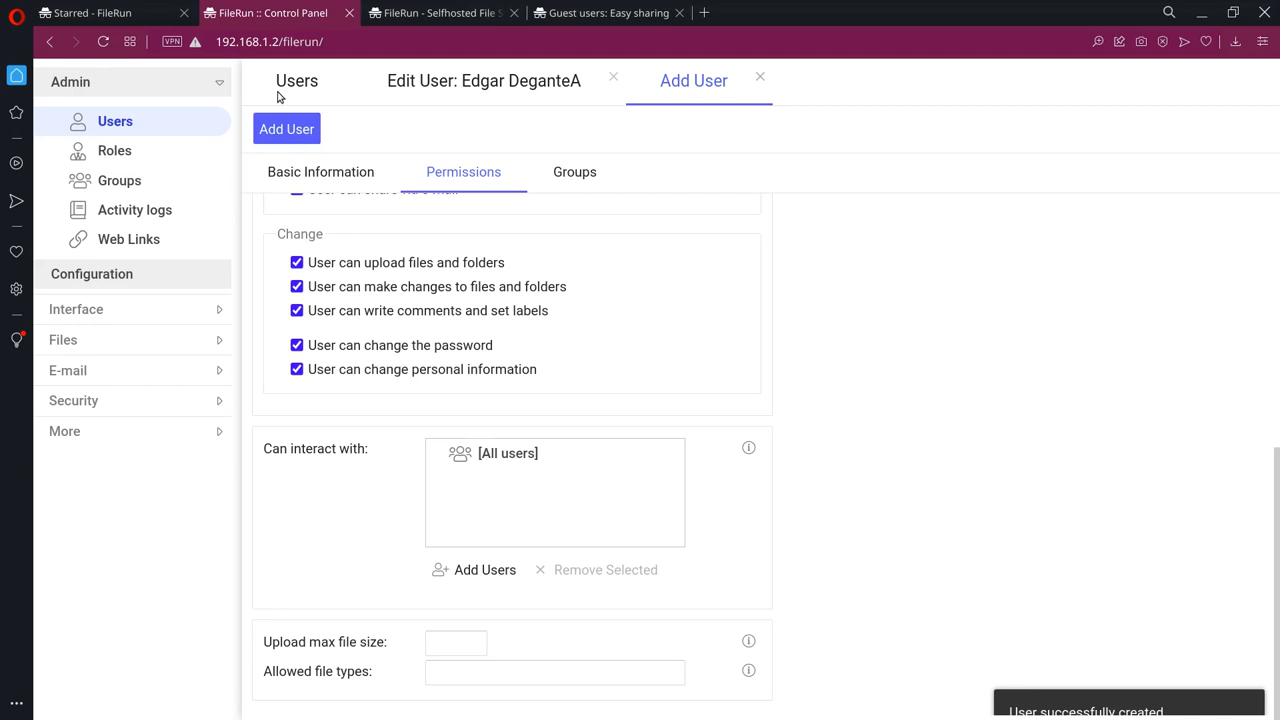 Starred - FileRun
FileRun :: Control Panel
FileRun - Selfhosted File S
Guest users: Easy sharing
VPN
192.168.1.2/filerun/
Admin
Users
Roles
Groups
Activity logs
Web Links
Configuration
Interface
Files
E-mail
Security
More
Users
Edit User: Edgar DeganteA
Add User
Add User
Basic Information
Permissions
Groups
Change
User can upload files and folders
User can make changes to files and folders
User can write comments and set labels
User can change the password
User can change personal information
Can interact with:
[All users]
Add Users
Remove Selected
Upload max file size:
Allowed file types:
User successfully created